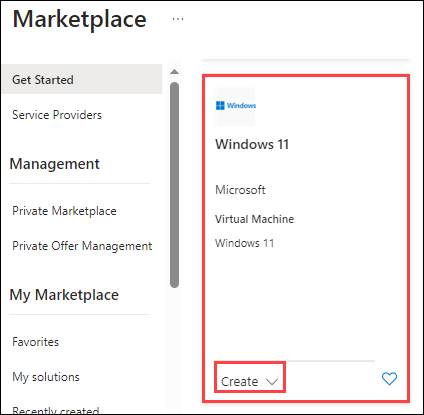 Marketplace ...
Get Started
Service Providers
Management
Private Marketplace
Private Offer Management
My Marketplace
Favorites
My solutions
Recently created
Windows
Windows 11
Microsoft
Virtual Machine
Windows 11
Create